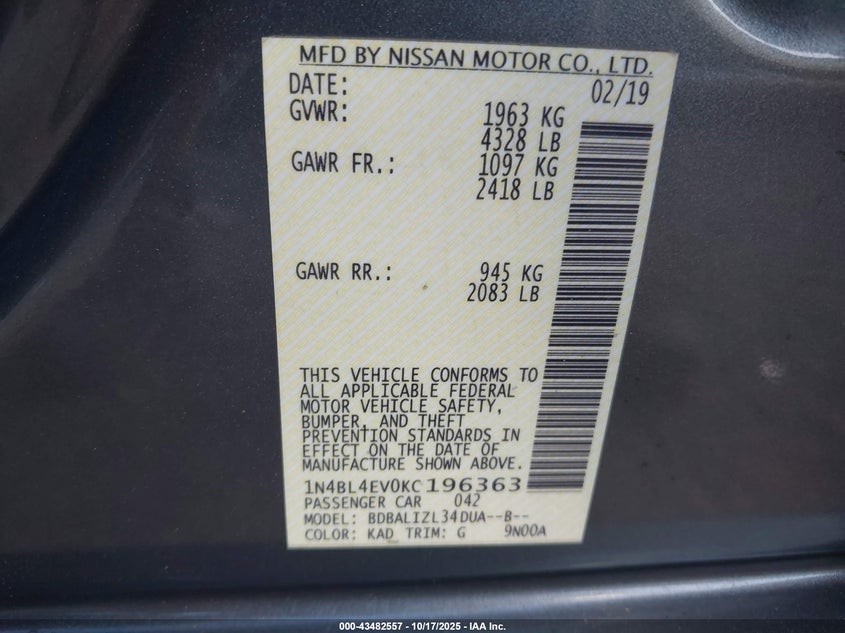 MFD BY NISSAN MOTOR CO., LTD.
DATE: 02/19
GVWR: 1963 KG
4328 LB
GAWR FR.: 1097 KG
2418 LB
GAWR RR.: 945 KG
2083 LB
THIS VEHICLE CONFORMS TO
ALL APPLICABLE FEDERAL
MOTOR VEHICLE SAFETY,
BUMPER, AND THEFT
PREVENTION STANDARDS IN
EFFECT ON THE DATE OF
MANUFACTURE SHOWN ABOVE.
1N4BL4EV0KC196363
PASSENGER CAR 042
MODEL: BDBALIZL34DUA--B--
COLOR: KAD TRIM: G 9N00A
000-43482557 - 10/17/2025 - IAA Inc.